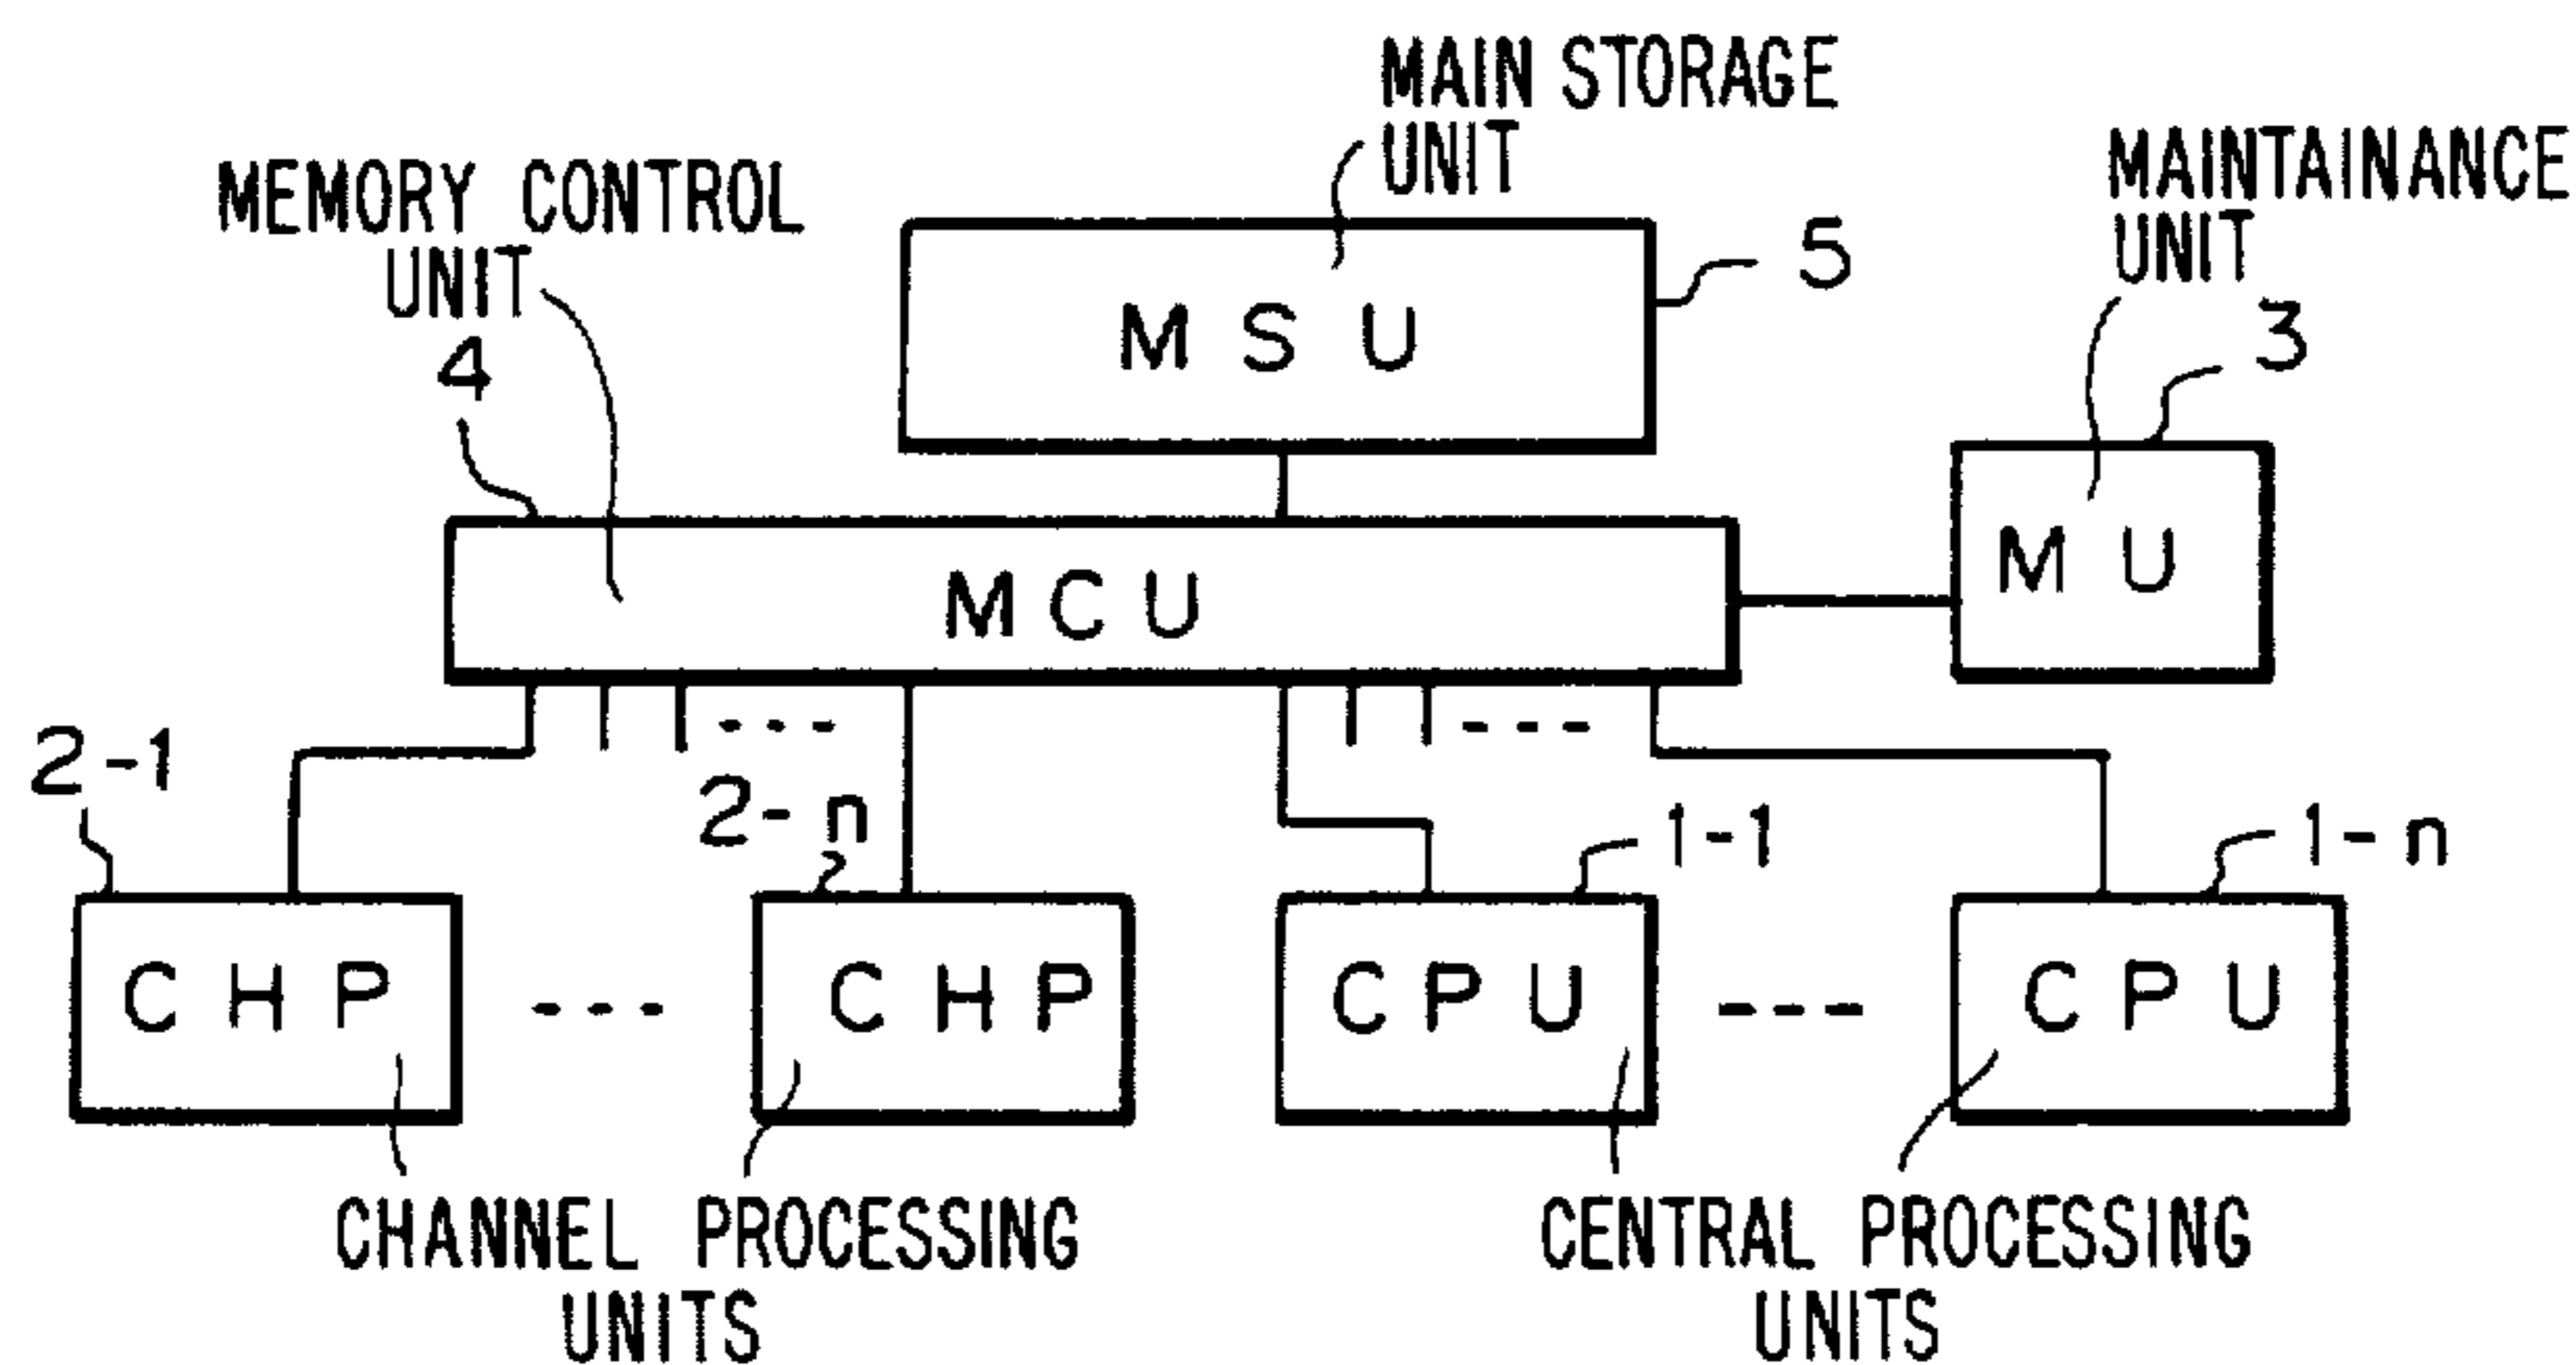 MAIN STORAGE
UNIT
MAINTAINANCE
UNIT
MEMORY CONTROL
UNIT
5
3
4
M S U
M U
M C U
2-1
2-n
1-1
1-n
C H P
C H P
C P U
C P U
CHANNEL PROCESSING
UNITS
CENTRAL PROCESSING
UNITS